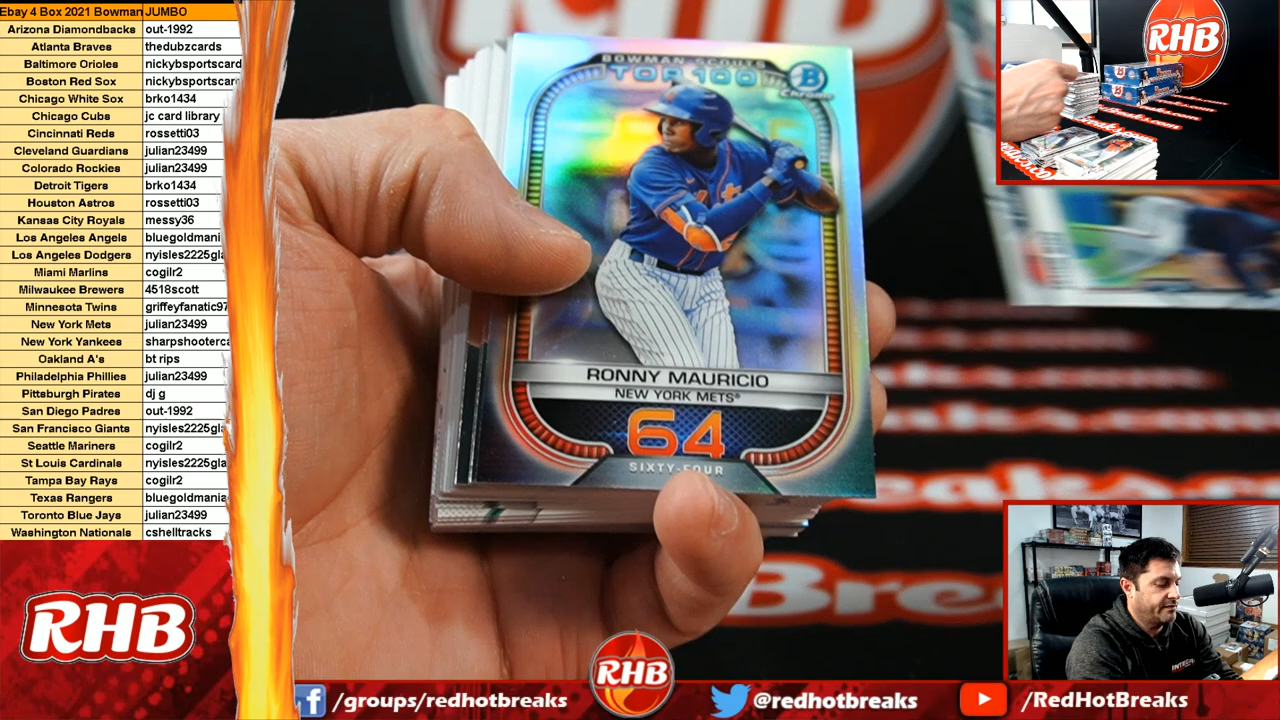 Ebay 4 Box 2021 Bowman JUMBO
Arizona Diamondbacks out-1992
Atlanta Braves thedubzcards
Baltimore Orioles nickybsportscard
Boston Red Sox nickybsportscard
Chicago White Sox brko1434
Chicago Cubs jc card library
Cincinnati Reds rossetti03
Cleveland Guardians julian23499
Colorado Rockies julian23499
Detroit Tigers brko1434
Houston Astros rossetti03
Kansas City Royals messy36
Los Angeles Angels bluegoldmani
Los Angeles Dodgers nyisles2225gla
Miami Marlins cogilr2
Milwaukee Brewers 4518scott
Minnesota Twins griffeyfanatic97
New York Mets julian23499
New York Yankees sharpshooterca
Oakland A's bt rips
Philadelphia Phillies julian23499
Pittsburgh Pirates dj g
San Diego Padres out-1992
San Francisco Giants nyisles2225gla
Seattle Mariners cogilr2
St Louis Cardinals nyisles2225gla
Tampa Bay Rays cogilr2
Texas Rangers bluegoldmania
Toronto Blue Jays julian23499
Washington Nationals cshelltracks
RHB
BOWMAN SCOUTS
TOP 100
B
Chrome
Mets
RONNY MAURICIO
NEW YORK METS®
64
SIXTY-FOUR
RHB
eaks.com
Brea
RHB
/groups/redhotbreaks
@redhotbreaks
/RedHotBreaks